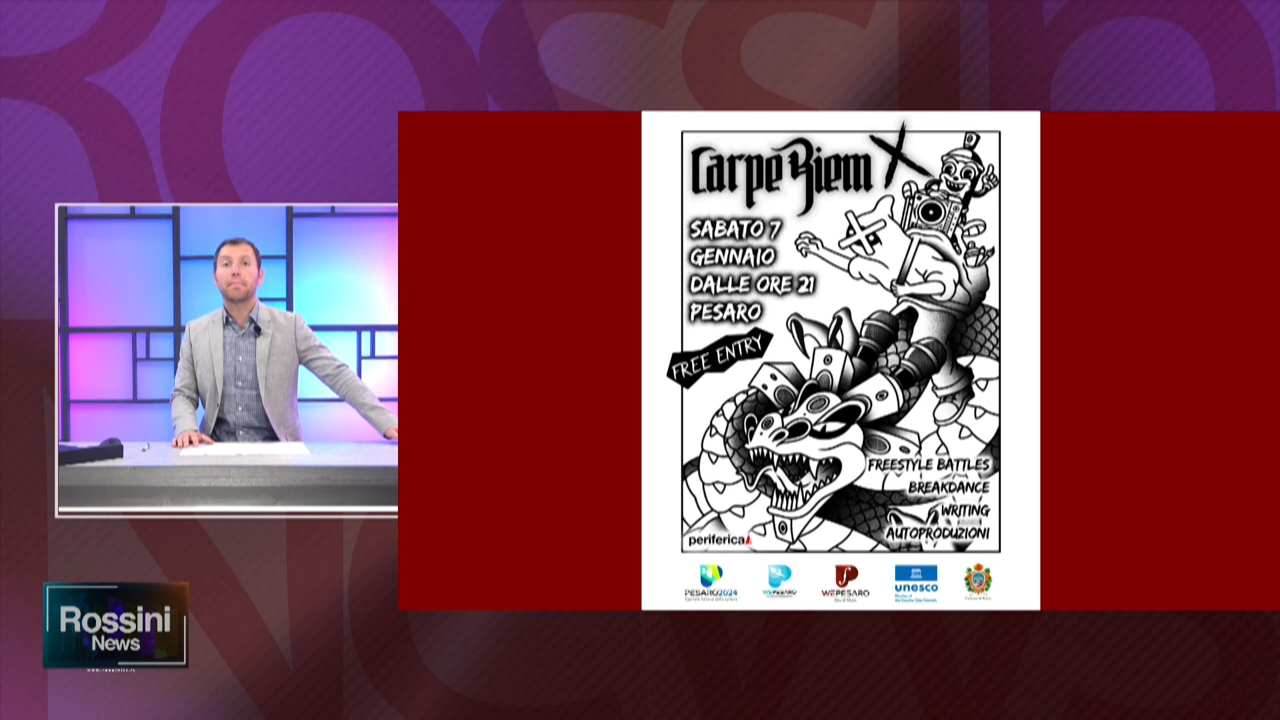 Carpe Riem X
SABATO 7
GENNAIO
DALLE ORE 21
PESARO
FREE ENTRY
FREESTYLE BATTLES
BREAKDANCE
WRITING
AUTOPRODUZIONI
periferica
PESARO2024
WEPESARO
WEPESARO
unesco
Rossini
News